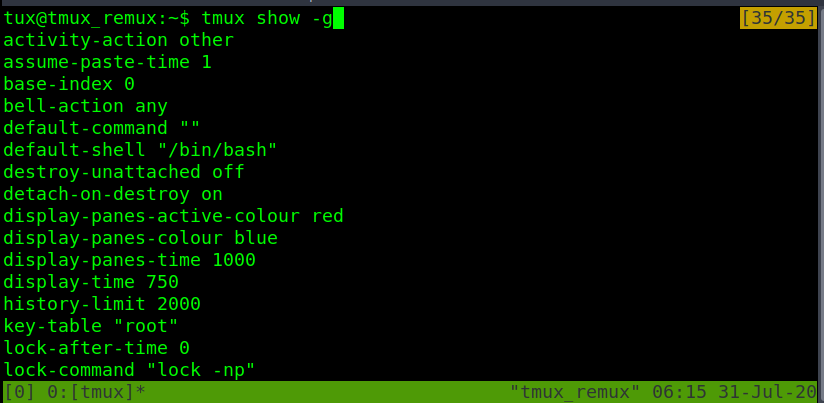 tux@tmux_remux:~$ tmux show -g [35/35]
activity-action other
assume-paste-time 1
base-index 0
bell-action any
default-command ""
default-shell "/bin/bash"
destroy-unattached off
detach-on-destroy on
display-panes-active-colour red
display-panes-colour blue
display-panes-time 1000
display-time 750
history-limit 2000
key-table "root"
lock-after-time 0
lock-command "lock -np"
[0] 0:[tmux]* "tmux_remux" 06:15 31-Jul-20